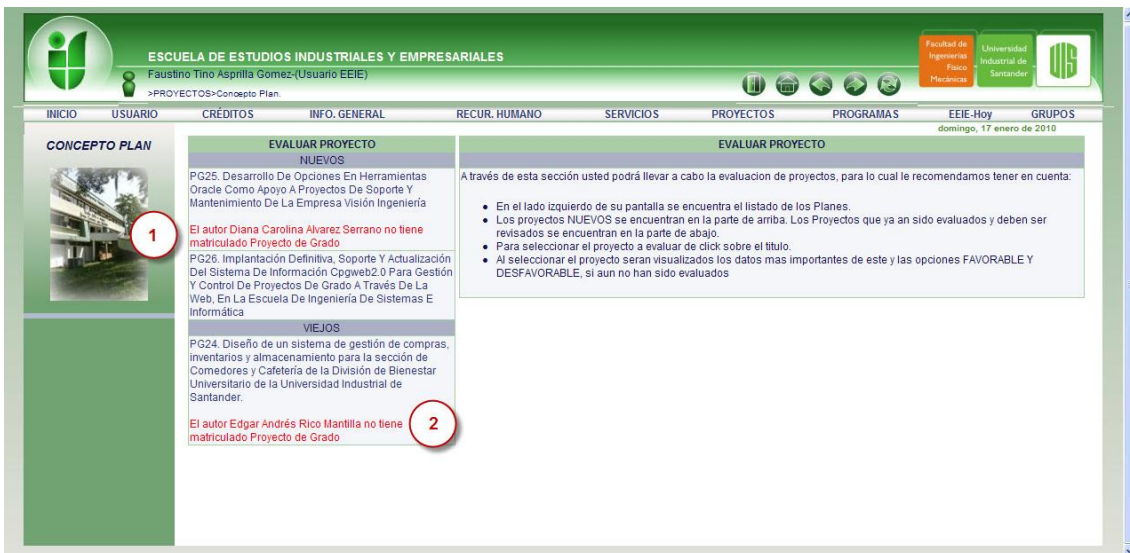 ESCUELA DE ESTUDIOS INDUSTRIALES Y EMPRESARIALES
Faustino Tino Asprilla Gomez-(Usuario EEIE)
>PROYECTOS>Concepto Plan.
Facultad de
Ingenierías
Físico
Mecánicas
Universidad
Industrial de
Santander
UIS
INICIO USUARIO CRÉDITOS INFO. GENERAL RECUR. HUMANO SERVICIOS PROYECTOS PROGRAMAS EEIE-Hoy GRUPOS
domingo, 17 enero de 2010
CONCEPTO PLAN
1
EVALUAR PROYECTO
NUEVOS
PG25. Desarrollo De Opciones En Herramientas
Oracle Como Apoyo A Proyectos De Soporte Y
Mantenimiento De La Empresa Visión Ingeniería
El autor Diana Carolina Alvarez Serrano no tiene
matriculado Proyecto de Grado
PG26. Implantación Definitiva, Soporte Y Actualización
Del Sistema De Información Cpgweb2.0 Para Gestión
Y Control De Proyectos De Grado A Través De La
Web, En La Escuela De Ingeniería De Sistemas E
Informática
VIEJOS
PG24. Diseño de un sistema de gestión de compras,
inventarios y almacenamiento para la sección de
Comedores y Cafetería de la División de Bienestar
Universitario de la Universidad Industrial de
Santander.
El autor Edgar Andrés Rico Mantilla no tiene
matriculado Proyecto de Grado
2
EVALUAR PROYECTO
A través de esta sección usted podrá llevar a cabo la evaluacion de proyectos, para lo cual le recomendamos tener en cuenta:
• En el lado izquierdo de su pantalla se encuentra el listado de los Planes.
• Los proyectos NUEVOS se encuentran en la parte de arriba. Los Proyectos que ya an sido evaluados y deben ser
revisados se encuentran en la parte de abajo.
• Para seleccionar el proyecto a evaluar de click sobre el titulo.
• Al seleccionar el proyecto seran visualizados los datos mas importantes de este y las opciones FAVORABLE Y
DESFAVORABLE, si aun no han sido evaluados